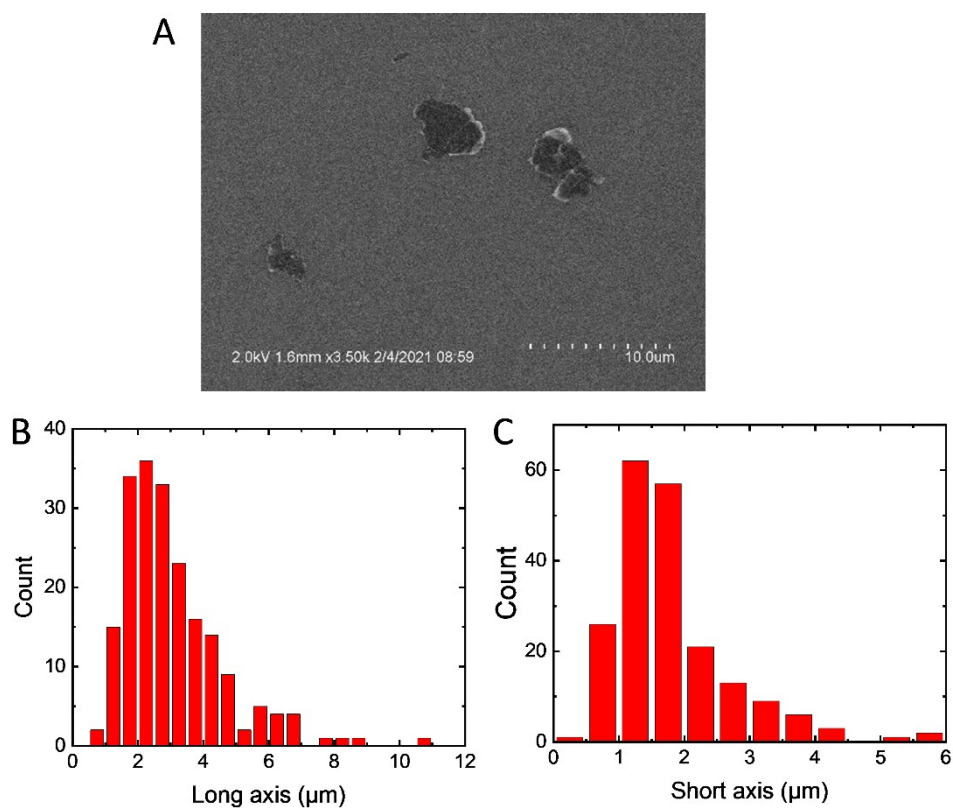 A
2.0kV 1.6mm x3.50k 2/4/2021 08:59
10.0um
B
40
30
20
10
0
Count
0 2 4 6 8 10 12
Long axis (μm)
C
60
40
20
0
Count
0 1 2 3 4 5 6
Short axis (μm)